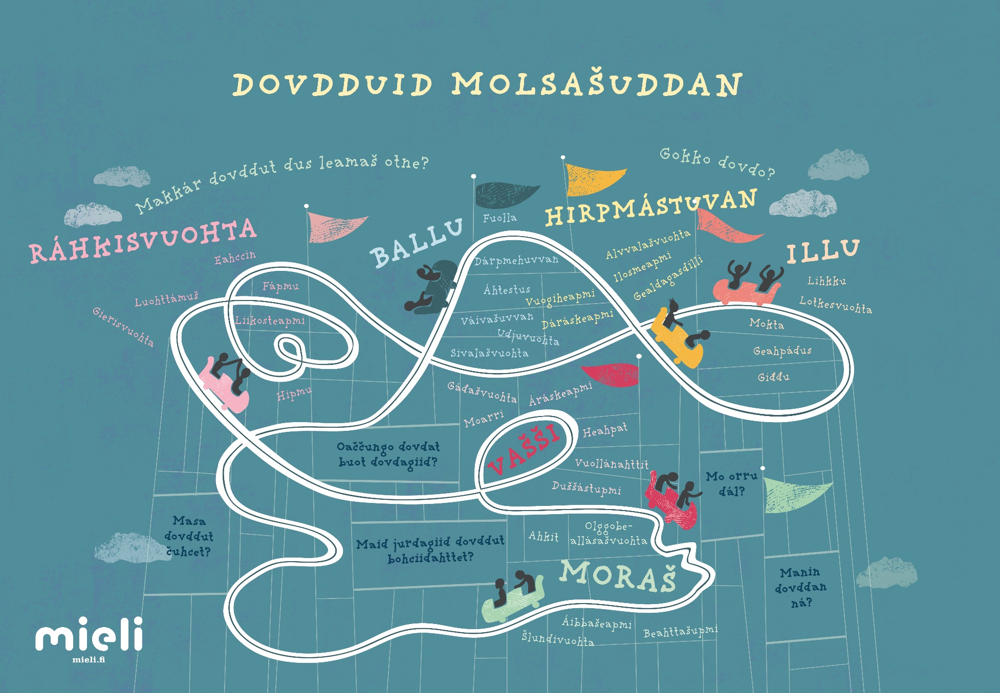 DOVDDUID MOLSAŠUDDAN
Makkár dovddut dus leamaš otne?
Gokko dovdo?
RÁHKISVUOHTA
Eahccin
Fápmu
Luohttámuš
Gierisvuohta
Liikosteapmi
Hipmu
BALLU
Fuolla
Dárpmehuvvan
Áhtestus
Váivašuvvan
Udjuvuohta
Sivalašvuohta
HIRPMÁSTUVAN
Alvvalašvuohta
Ilosmeapmi
Gealdagasdilli
Vuogiheapmi
Dáráskeapmi
ILLU
Lihkku
Lotkesvuohta
Mokta
Geahpádus
Giđđu
Gáđašvuohta
Áráskeapmi
Moarri
VAŠŠI
Heahpat
Vuollánahttit
Duššástupmi
Oaččungo dovdat
buot dovdagiid?
Mo orru
dál?
Masa
dovddut
čuhcet?
Maid jurdagiid dovddut
bohciidahttet?
Ahkit
Olggobe-
allásašvuohta
MORAŠ
Áibbašeapmi
Beahttašupmi
Šlundivuohta
Manin
dovddan
ná?
mieli
mieli.fi